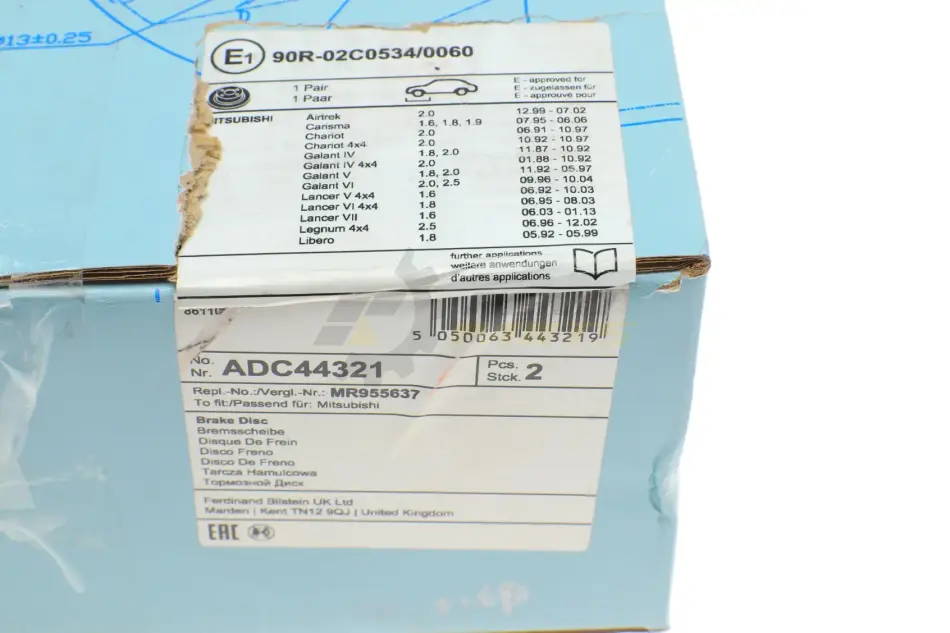 ø13±0.25
E1 90R-02C0534/0060
1 Pair
1 Paar
E - approved for
E - zugelassen für
E - approuvé pour
MITSUBISHI
Airtrek 2.0 12.99 - 07.02
Carisma 1.6, 1.8, 1.9 07.95 - 06.06
Chariot 2.0 06.91 - 10.97
Chariot 4x4 2.0 10.92 - 10.97
Galant IV 1.8, 2.0 11.87 - 10.92
Galant IV 4x4 2.0 01.88 - 10.92
Galant V 1.8, 2.0 11.92 - 05.97
Galant VI 2.0, 2.5 09.96 - 10.04
Lancer V 4x4 1.6 06.92 - 10.03
Lancer VI 4x4 1.8 06.95 - 08.03
Lancer VII 1.6 06.03 - 01.13
Legnum 4x4 2.5 06.96 - 12.02
Libero 1.8 05.92 - 05.99
further applications
weitere anwendungen
d'autres applications
5 050063 443219
No.
Nr. ADC44321
Pcs.
Stck. 2
Repl.-No.:/Vergl.-Nr.: MR955637
To fit:/Passend für: Mitsubishi
Brake Disc
Bremsscheibe
Disque De Frein
Disco Freno
Disco De Freno
Tarcza Hamulcowa
Тормозной Диск
Ferdinand Bilstein UK Ltd
Marden | Kent TN12 9QJ | United Kingdom
EAC